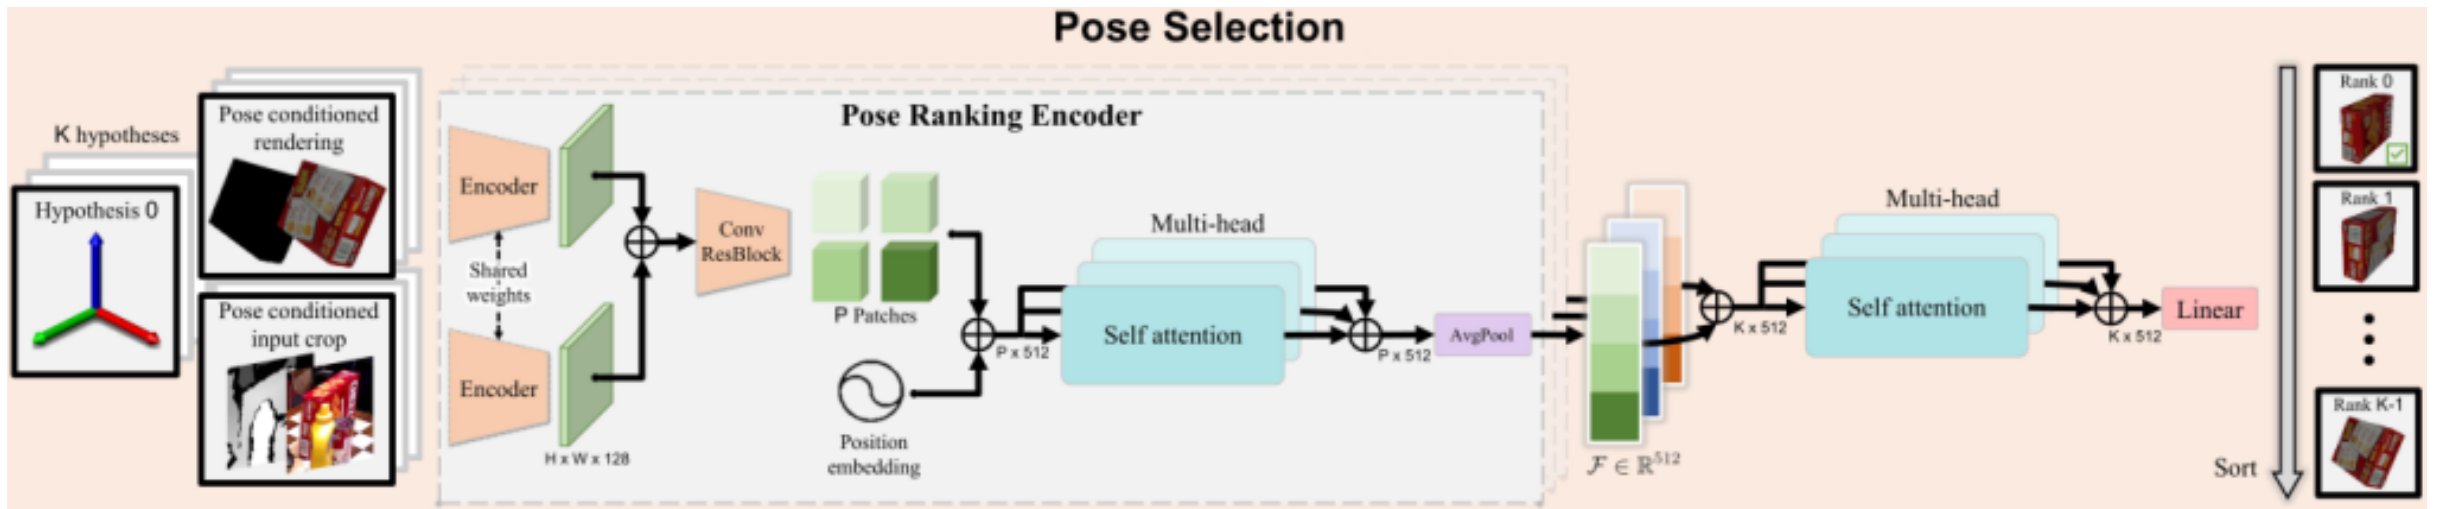 Pose Selection
K hypotheses
Hypothesis 0
Pose conditioned
rendering
Pose conditioned
input crop
Pose Ranking Encoder
Encoder
Shared
weights
Encoder
H x W x 128
Conv
ResBlock
P Patches
Position
embedding
P x 512
Multi-head
Self attention
P x 512
AvgPool
ℱ ∈ ℝ⁵¹²
K x 512
Multi-head
Self attention
K x 512
Linear
Sort
Rank 0
Rank 1
Rank K-1